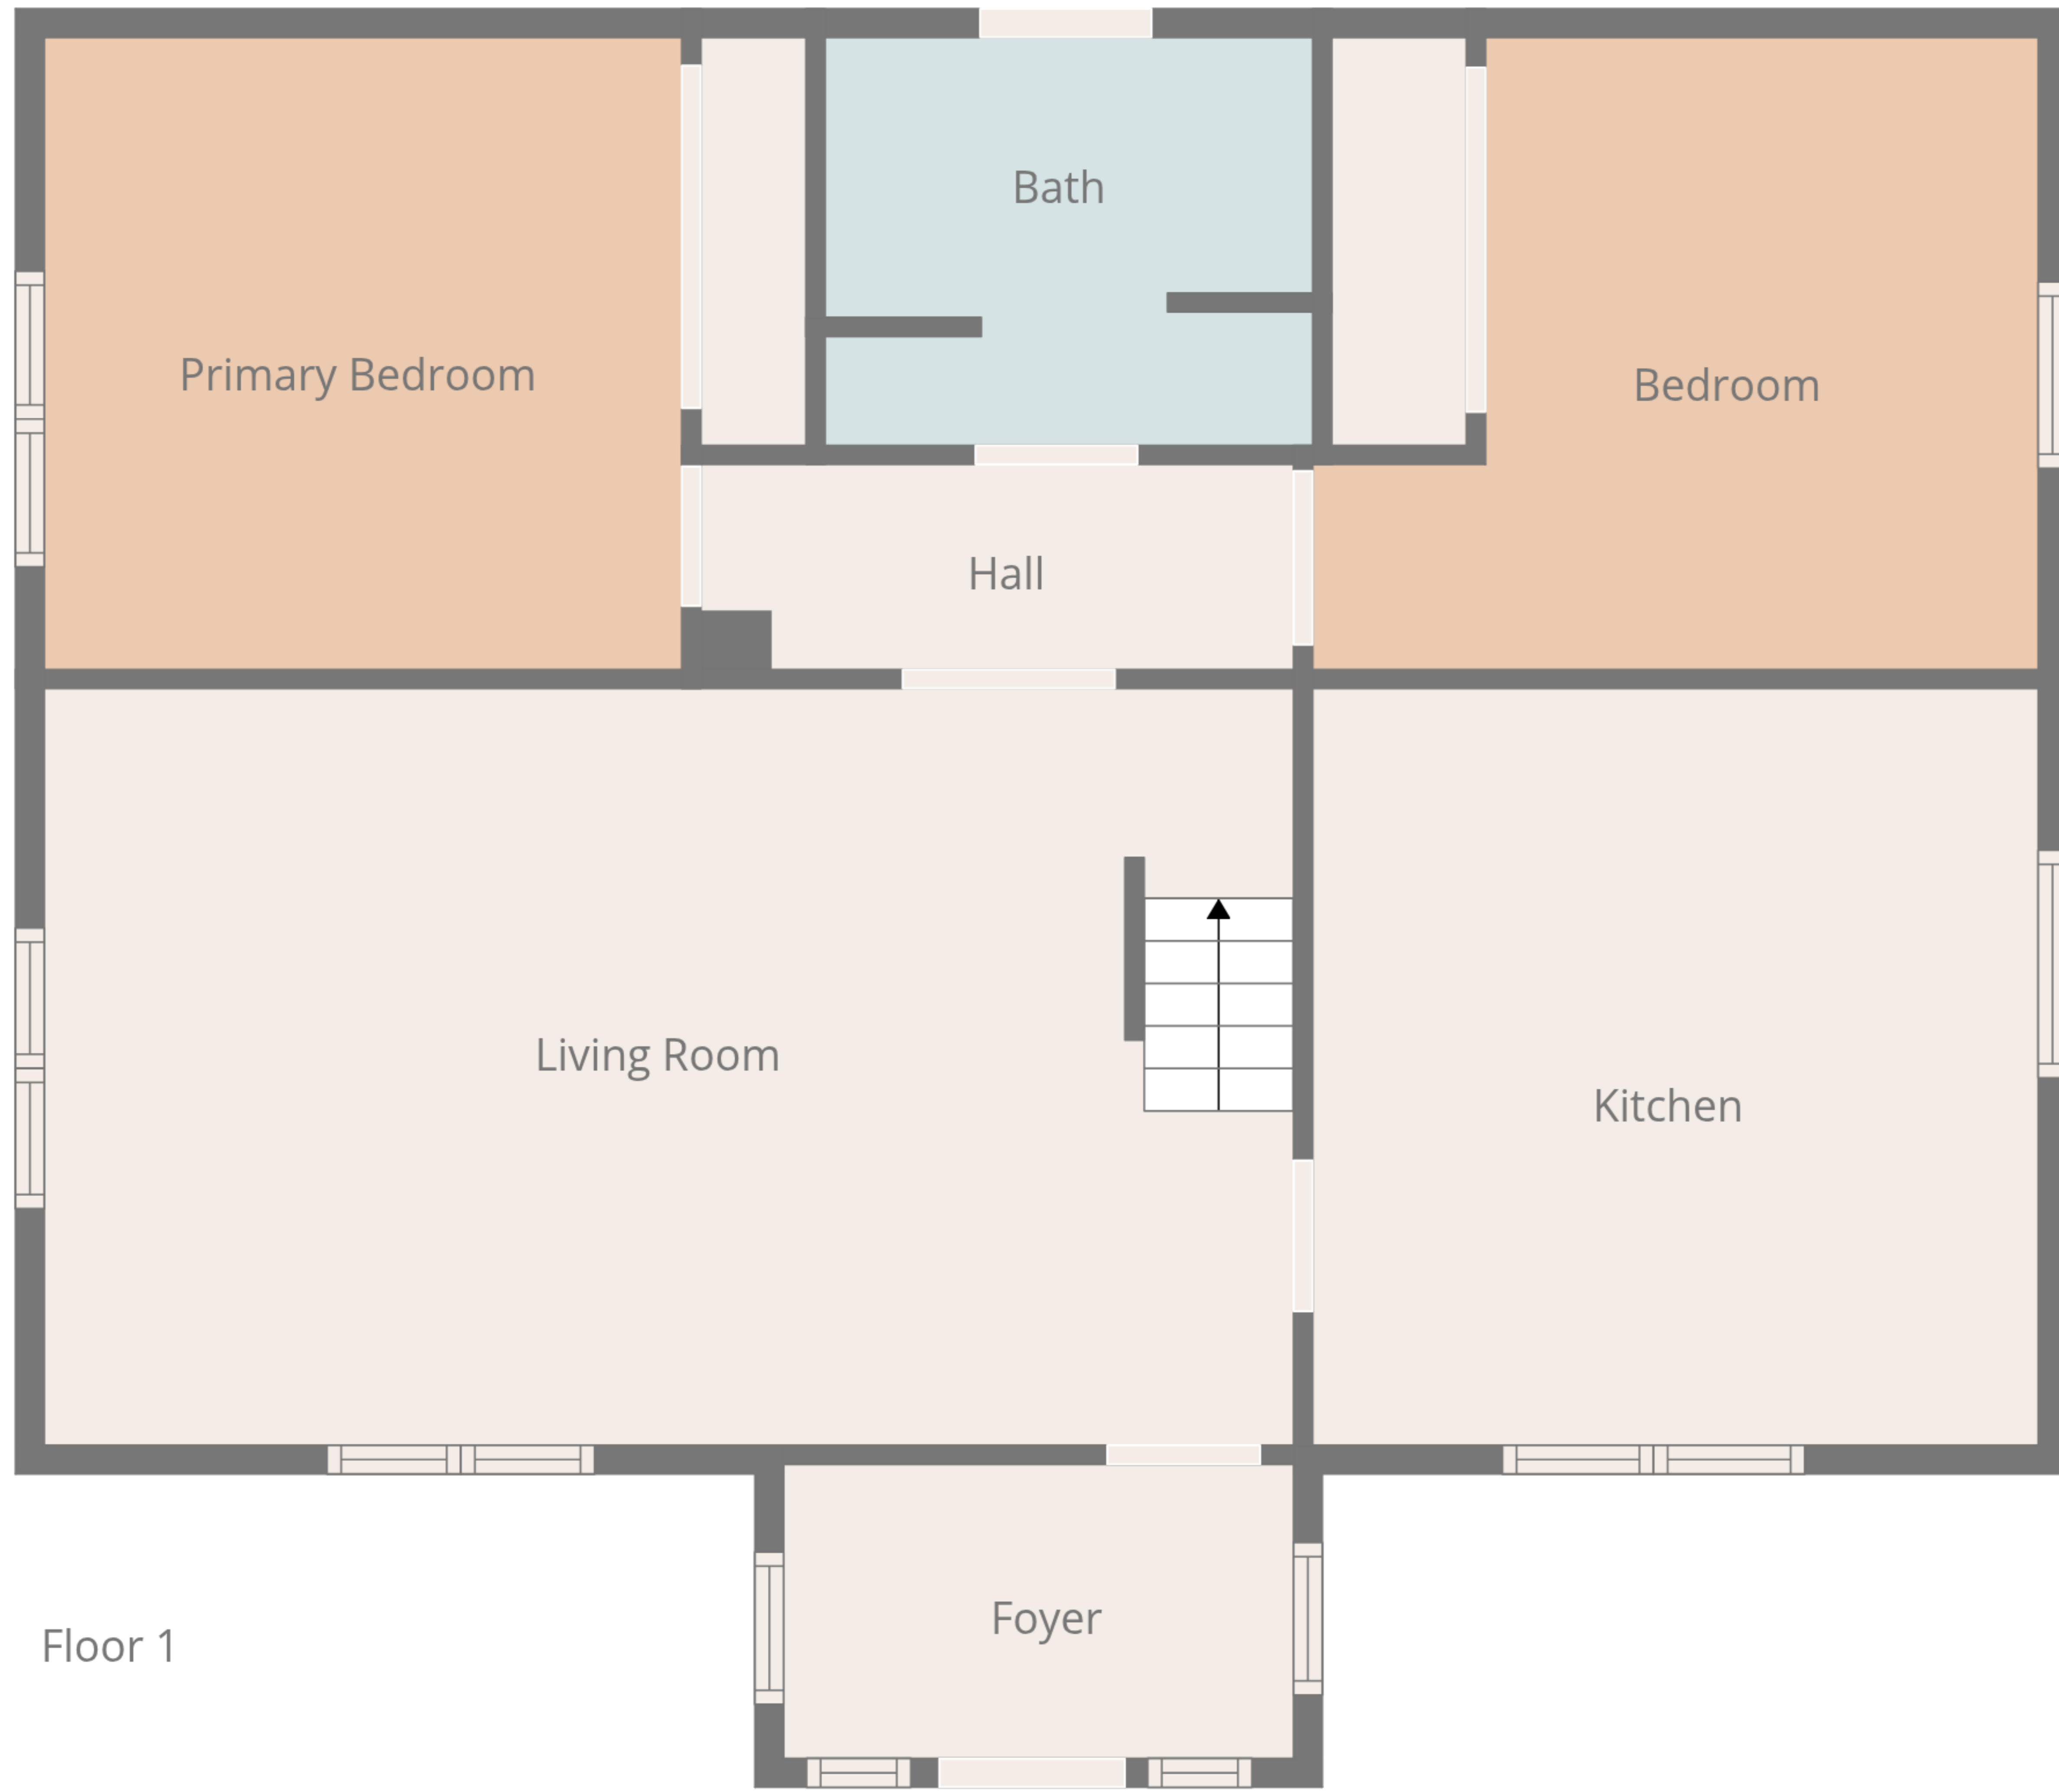 Bath
Primary Bedroom
Bedroom
Hall
Living Room
Kitchen
Foyer
Floor 1